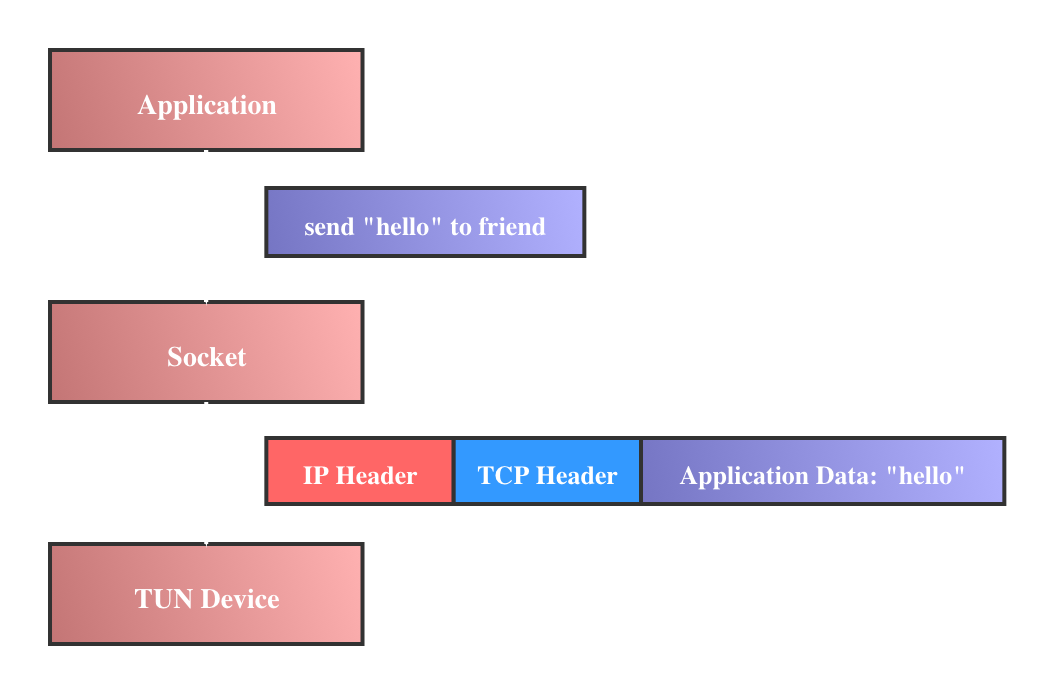 Application
send "hello" to friend
Socket
IP Header TCP Header Application Data: "hello"
TUN Device